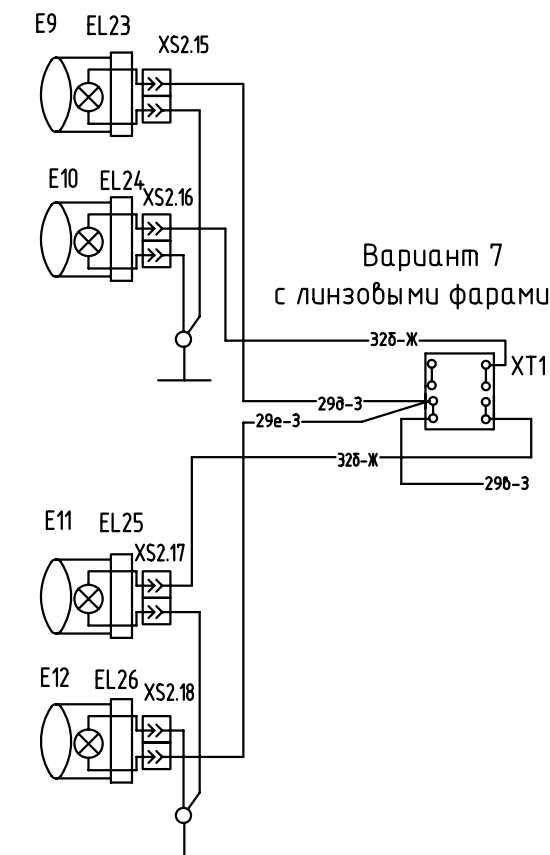 E9 EL23
XS2.15
E10 EL24
XS2.16
Вариант 7
с линзовыми фарами
32б-Ж
XT1
29д-З
29е-З
32б-Ж
29в-З
E11 EL25
XS2.17
E12 EL26
XS2.18